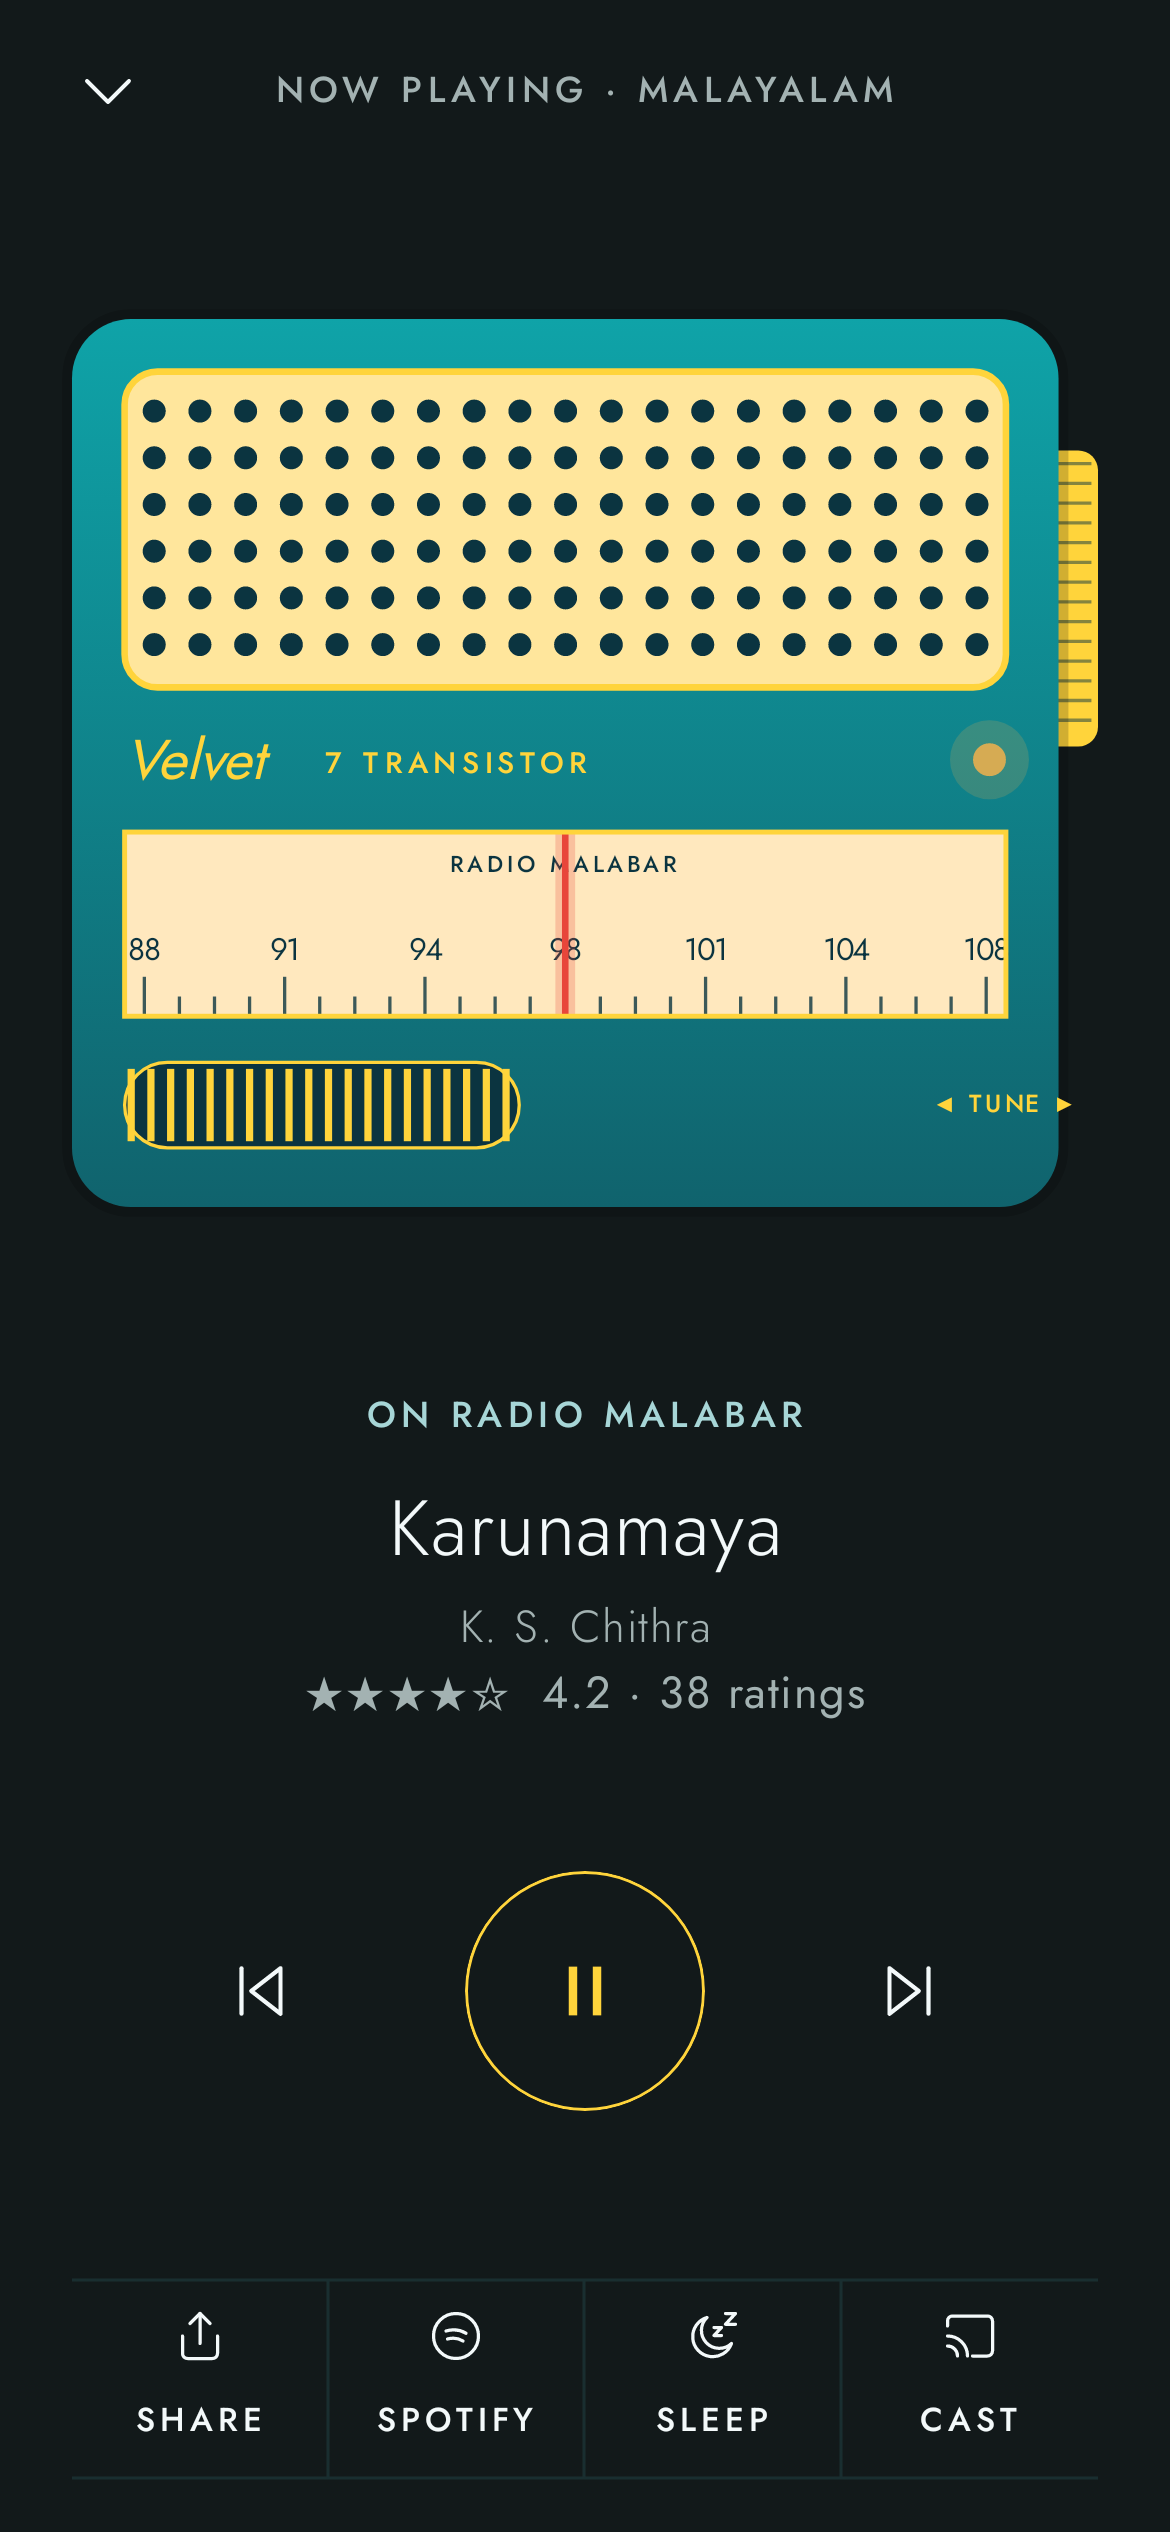 NOW PLAYING · MALAYALAM
Velvet 7 TRANSISTOR
RADIO MALABAR
88 91 94 98 101 104 108
◄ TUNE ►
ON RADIO MALABAR
Karunamaya
K. S. Chithra
★★★★☆ 4.2 · 38 ratings
SHARE SPOTIFY SLEEP CAST